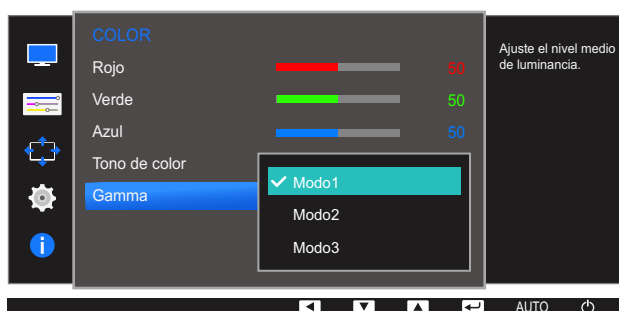 COLOR
Rojo 50
Verde 50
Azul 50
Tono de color
Gamma
Modo1
Modo2
Modo3
Ajuste el nivel medio
de luminancia.
AUTO